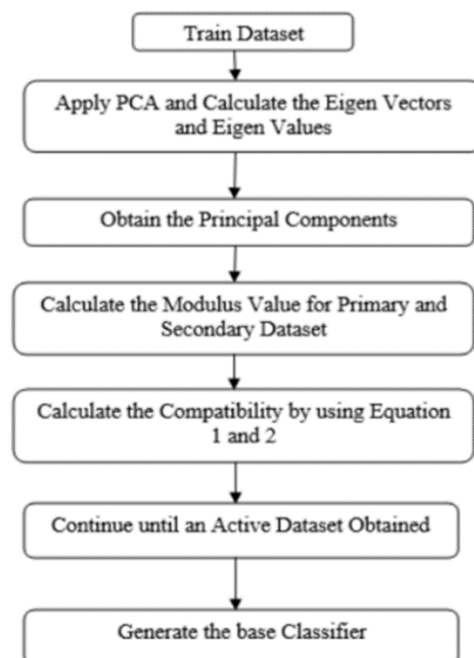 Train Dataset
Apply PCA and Calculate the Eigen Vectors
and Eigen Values
Obtain the Principal Components
Calculate the Modulus Value for Primary and
Secondary Dataset
Calculate the Compatibility by using Equation
1 and 2
Continue until an Active Dataset Obtained
Generate the base Classifier